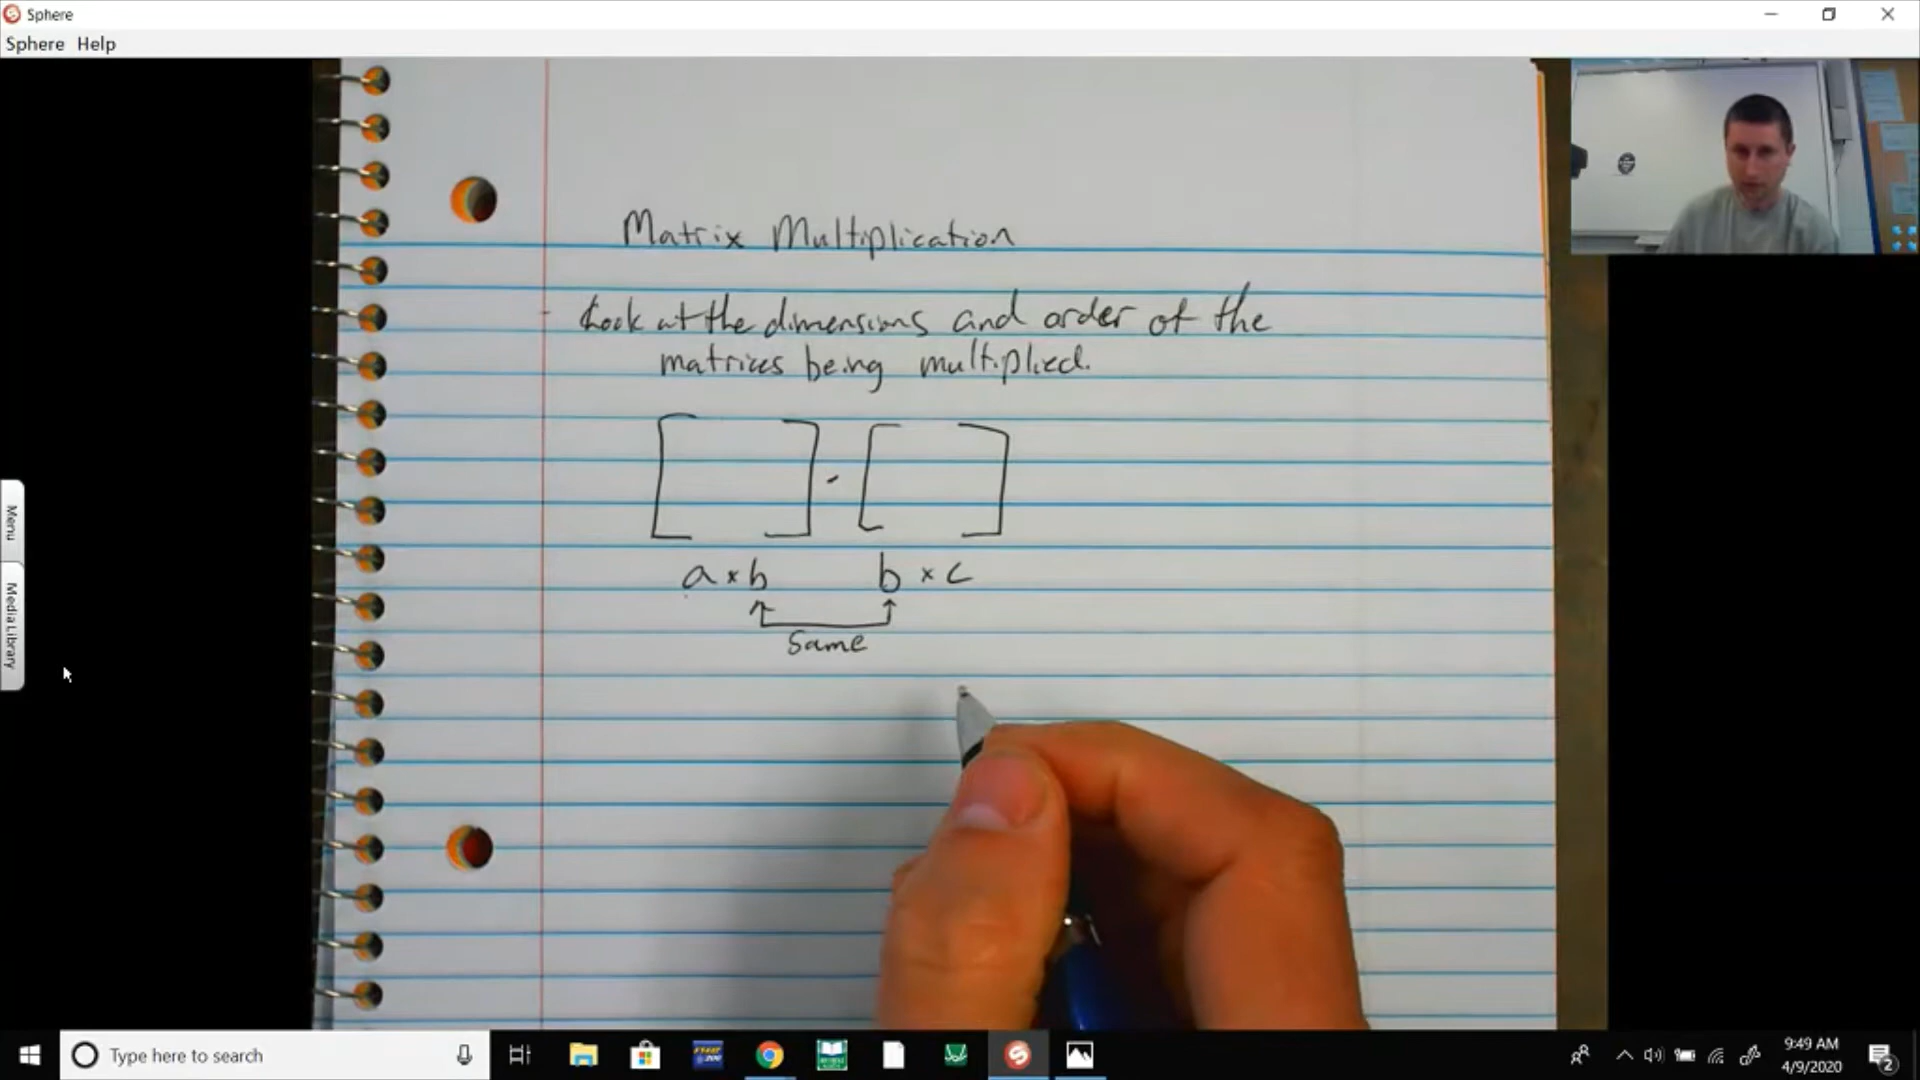 Sphere
Sphere Help
Matrix Multiplication
- Look at the dimensions and order of the
matrices being multiplied.
[ ] · [ ]
a × b b × c
Same
Menu
Media Library
Type here to search
9:49 AM
4/9/2020
2